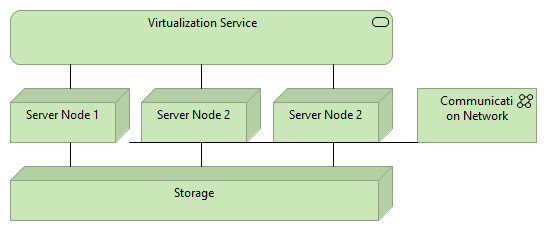 Virtualization Service
Server Node 1
Server Node 2
Server Node 2
Communicati
on Network
Storage